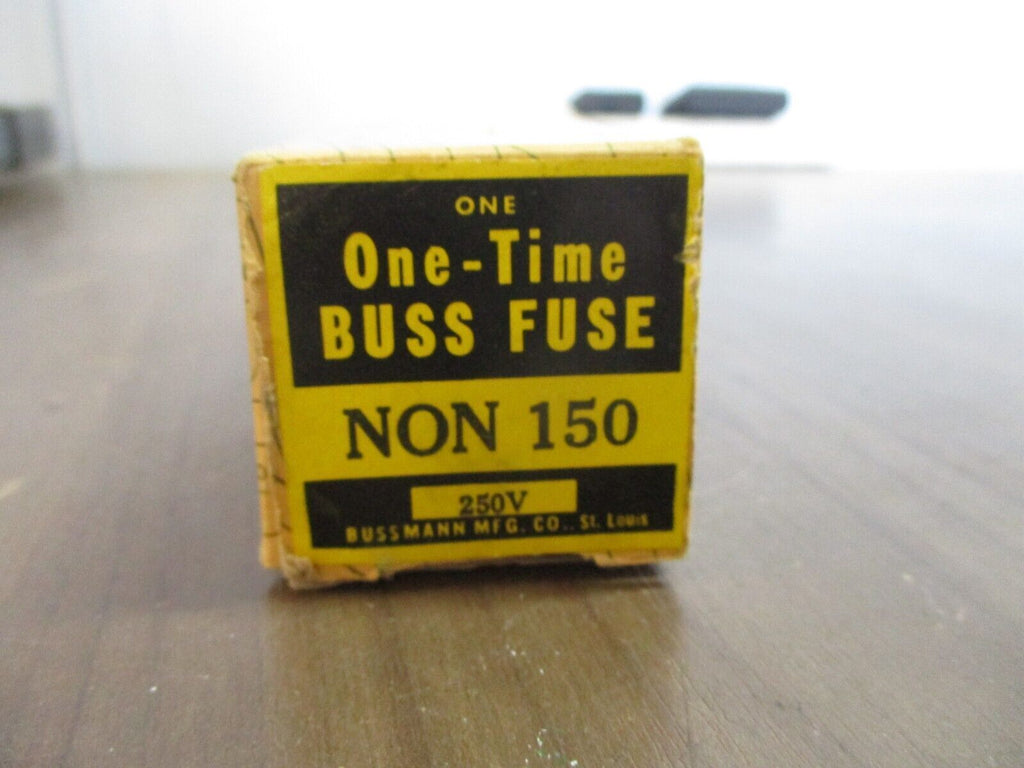 ONE
One-Time
BUSS FUSE
NON 150
250V
BUSSMANN MFG. CO.. St. Louis